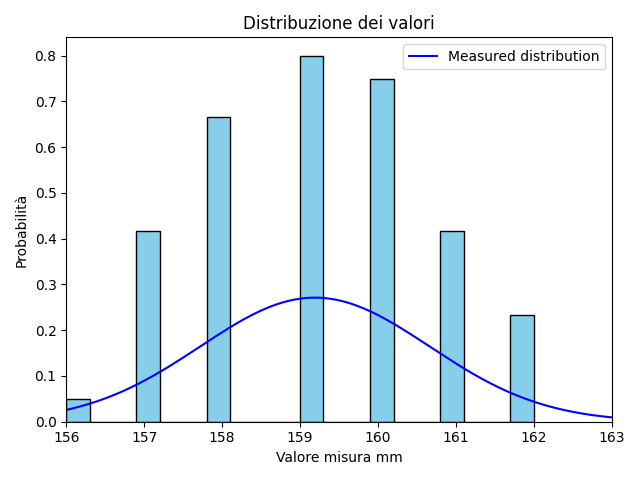 Distribuzione dei valori
Measured distribution
Probabilità
0.8
0.7
0.6
0.5
0.4
0.3
0.2
0.1
0.0
156 157 158 159 160 161 162 163
Valore misura mm